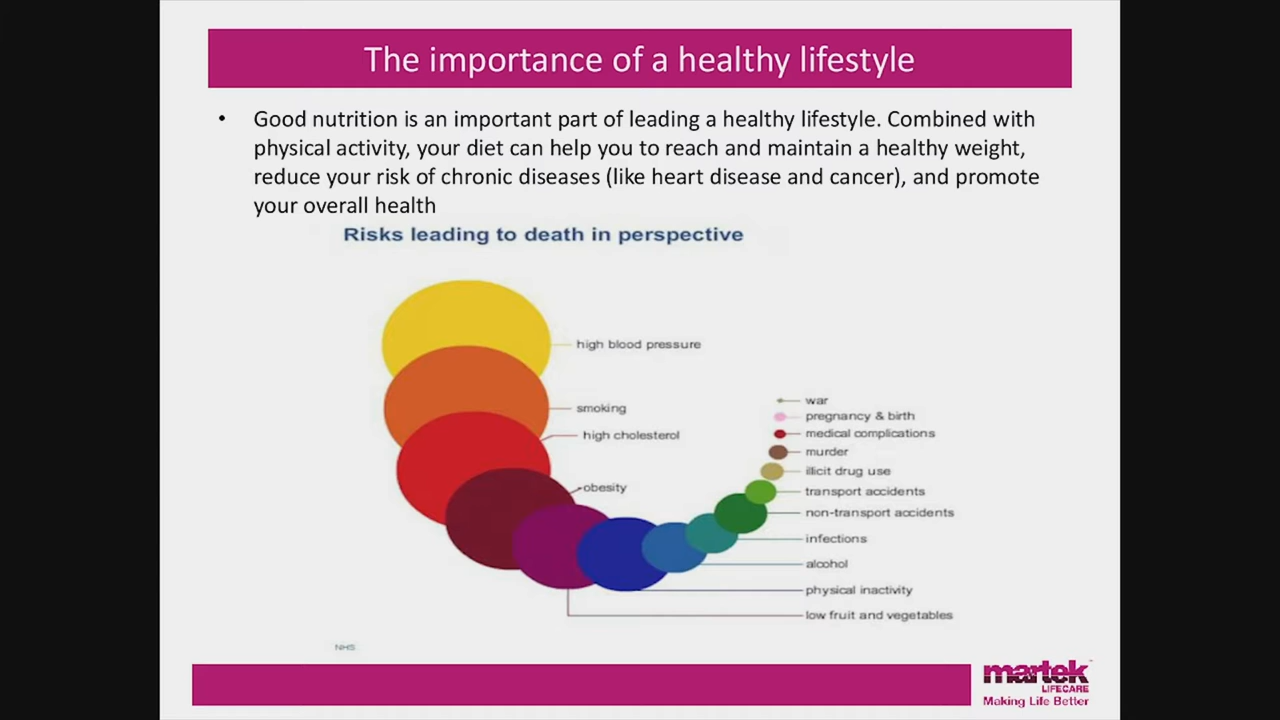 The importance of a healthy lifestyle
• Good nutrition is an important part of leading a healthy lifestyle. Combined with
physical activity, your diet can help you to reach and maintain a healthy weight,
reduce your risk of chronic diseases (like heart disease and cancer), and promote
your overall health
Risks leading to death in perspective
high blood pressure
smoking
high cholesterol
obesity
war
pregnancy & birth
medical complications
murder
illicit drug use
transport accidents
non-transport accidents
infections
alcohol
physical inactivity
low fruit and vegetables
NHS
martek
LIFECARE
Making Life Better